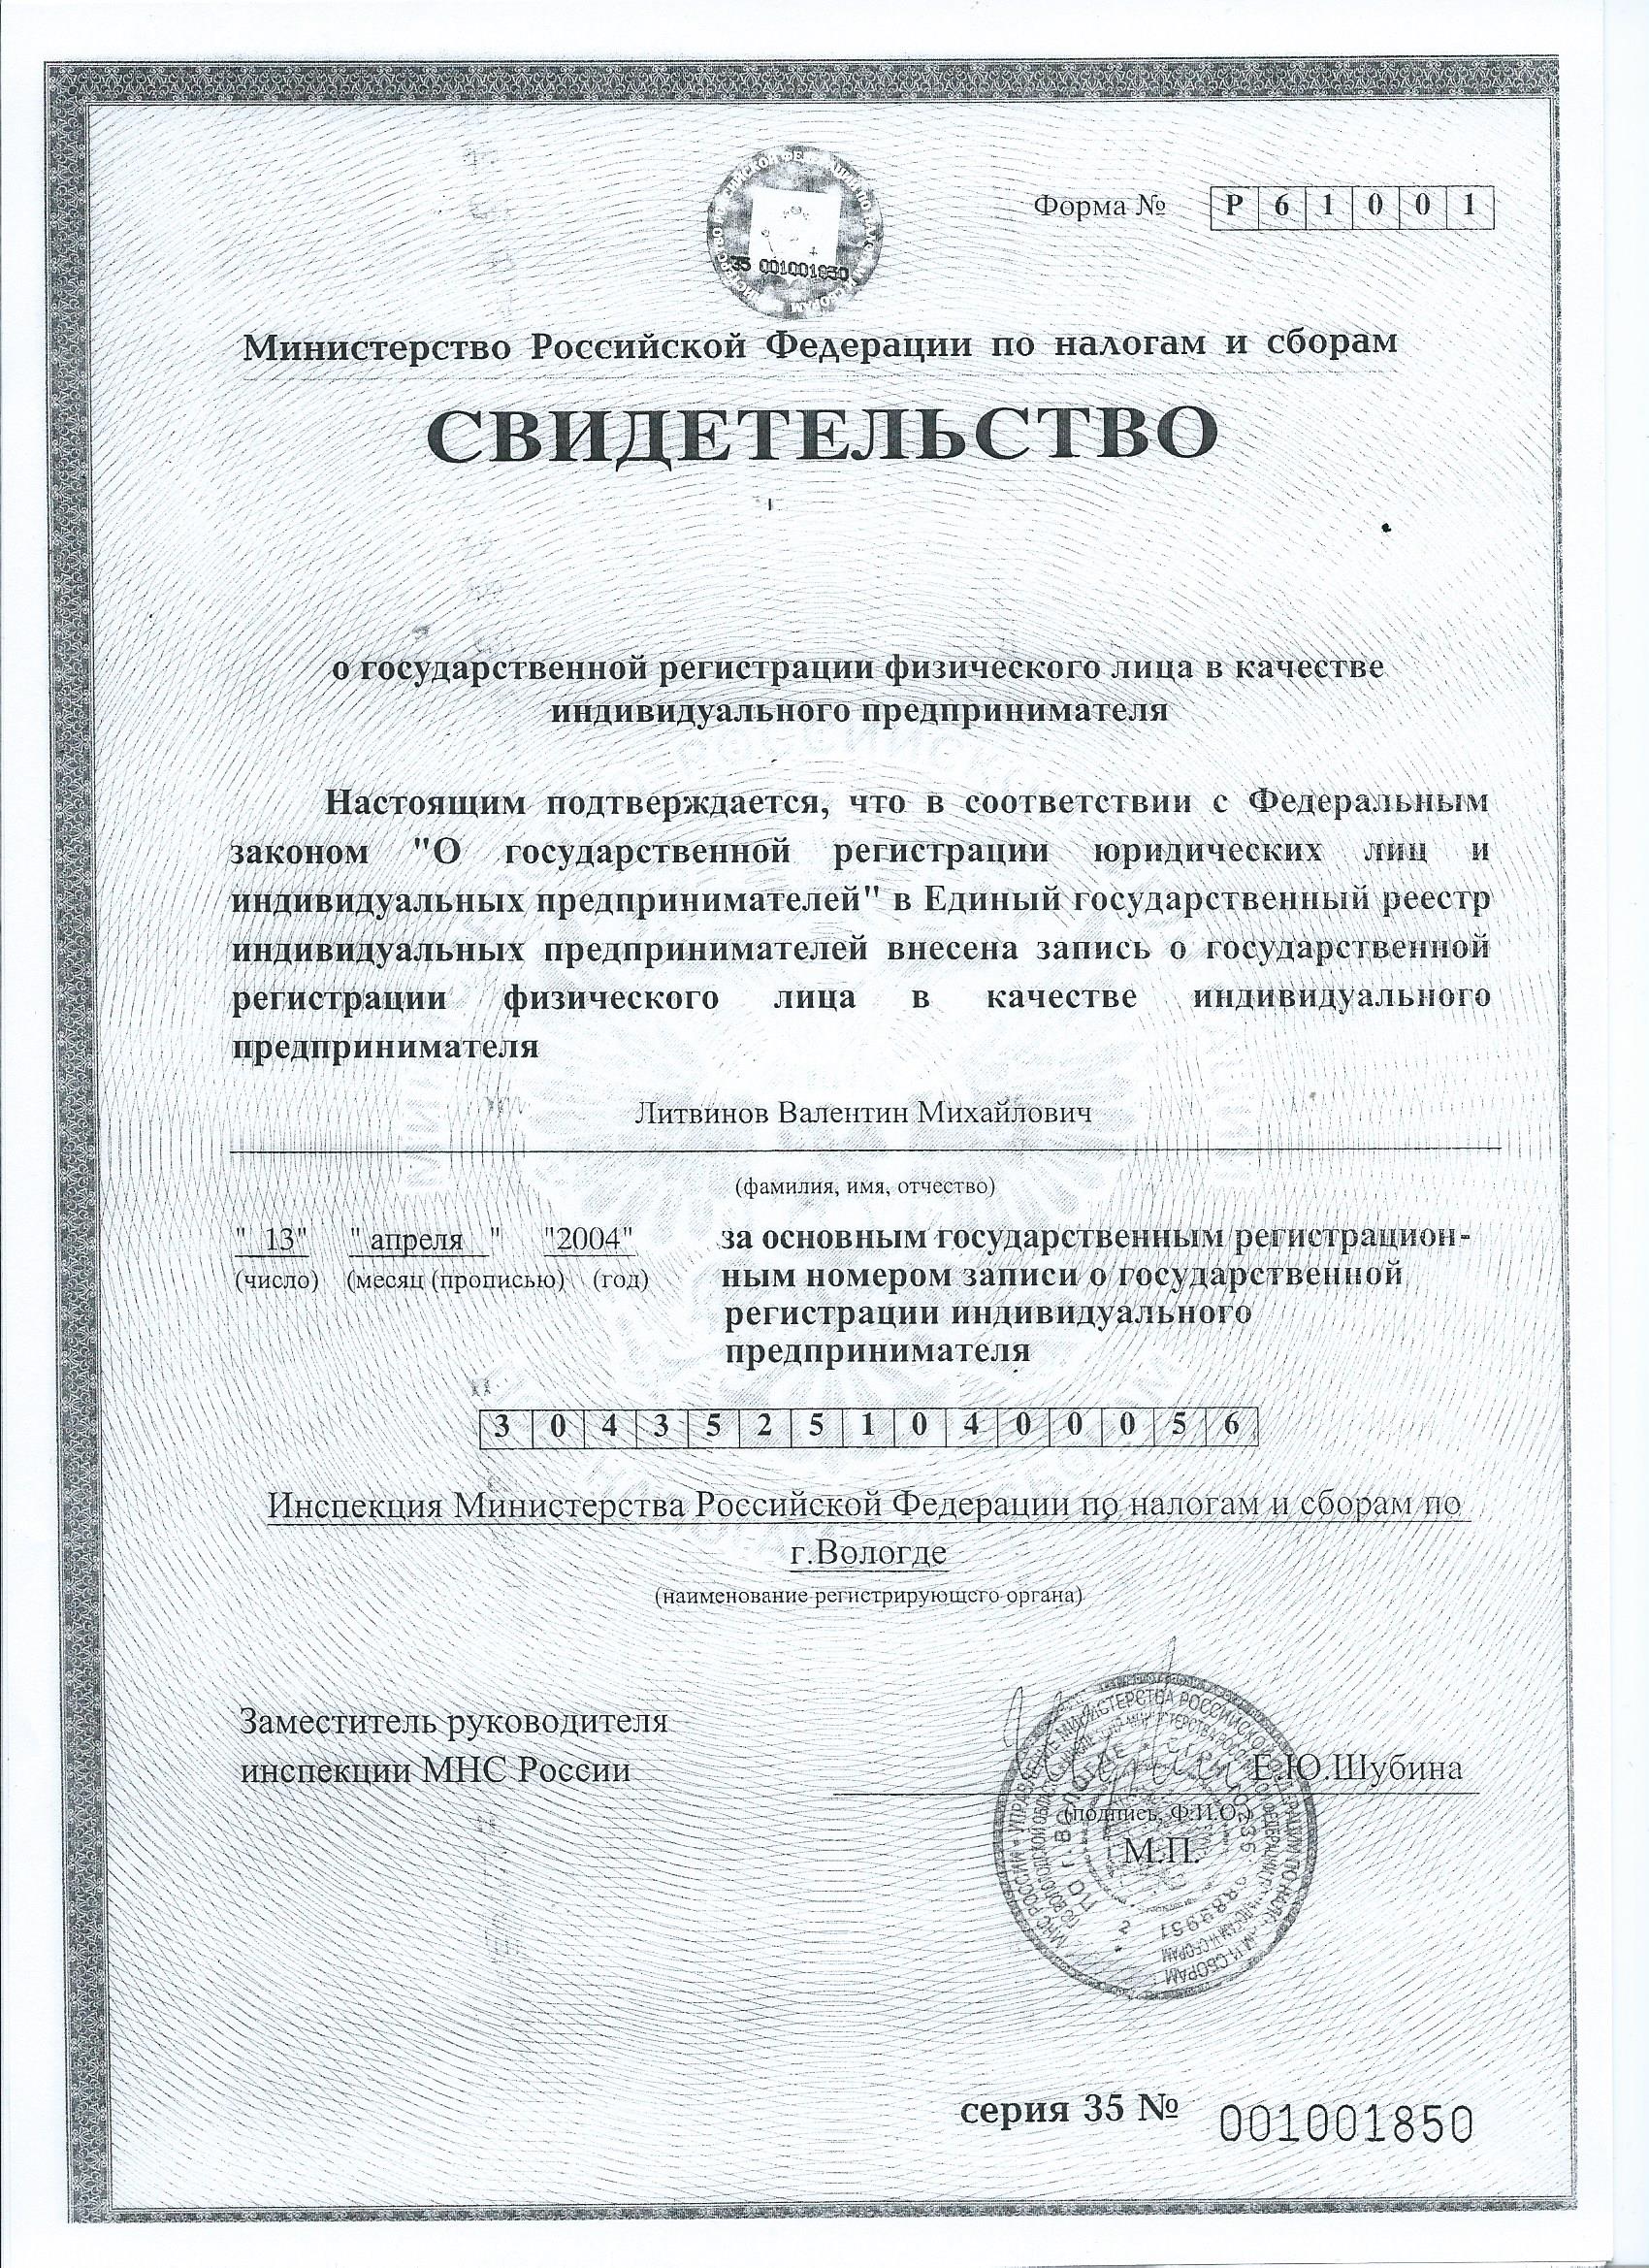 35 001001850
Форма № Р 6 1 0 0 1
Министерство Российской Федерации по налогам и сборам
СВИДЕТЕЛЬСТВО
о государственной регистрации физического лица в качестве
индивидуального предпринимателя
Настоящим подтверждается, что в соответствии с Федеральным
законом "О государственной регистрации юридических лиц и
индивидуальных предпринимателей" в Единый государственный реестр
индивидуальных предпринимателей внесена запись о государственной
регистрации физического лица в качестве индивидуального
предпринимателя
Литвинов Валентин Михайлович
(фамилия, имя, отчество)
" 13" " апреля " "2004"
(число) (месяц (прописью) (год)
за основным государственным регистрацион-
ным номером записи о государственной
регистрации индивидуального
предпринимателя
3 0 4 3 5 2 5 1 0 4 0 0 0 5 6
Инспекция Министерства Российской Федерации по налогам и сборам по
г.Вологде
(наименование регистрирующего органа)
Заместитель руководителя
инспекции МНС России
Е.Ю.Шубина
(подпись, Ф.И.О.)
М.П.
серия 35 № 001001850